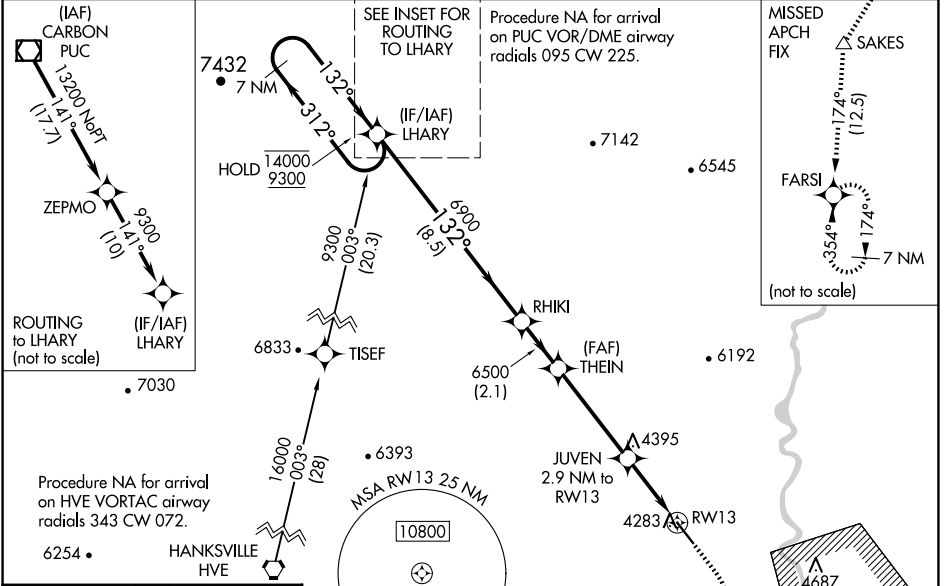 (IAF)
CARBON
PUC
13200 NoPT
141°
(17.7)
ZEPMO
9300
141°
(10)
ROUTING
to LHARY
(not to scale)
(IF/IAF)
LHARY
7432
7 NM
132°
312°
SEE INSET FOR
ROUTING
TO LHARY
(IF/IAF)
LHARY
HOLD 14000
9300
Procedure NA for arrival
on PUC VOR/DME airway
radials 095 CW 225.
7142
6545
MISSED
APCH
FIX
SAKES
174°
(12.5)
FARSI
354°
174°
7 NM
(not to scale)
9300
003°
(20.3)
6900
132°
(8.5)
RHIKI
6833
TISEF
6500
(2.1)
(FAF)
THEIN
6192
7030
16000
003°
(28)
6393
4395
JUVEN
2.9 NM to
RW13
4283
RW13
Procedure NA for arrival
on HVE VORTAC airway
radials 343 CW 072.
6254
HANKSVILLE
HVE
MSA RW13 25 NM
10800
4687